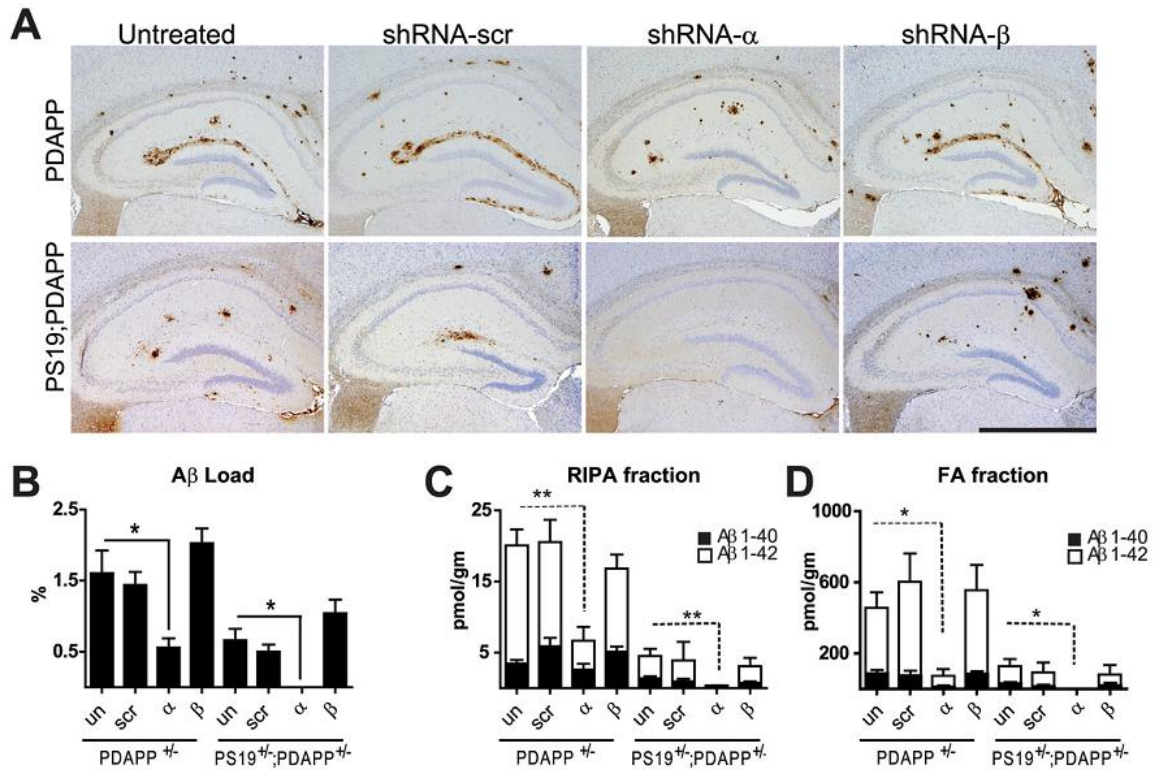 A
Untreated shRNA-scr shRNA-α shRNA-β
PDAPP
PS19;PDAPP
B Aβ Load
%
2.5
1.5
0.5
*
*
un scr α β un scr α β
PDAPP +/- PS19+/-;PDAPP+/-
C RIPA fraction
pmol/gm
25
15
5
**
**
Aβ 1-40
Aβ 1-42
un scr α β un scr α β
PDAPP +/- PS19+/-;PDAPP+/-
D FA fraction
pmol/gm
1000
600
200
*
*
Aβ 1-40
Aβ 1-42
un scr α β un scr α β
PDAPP +/- PS19+/-;PDAPP+/-